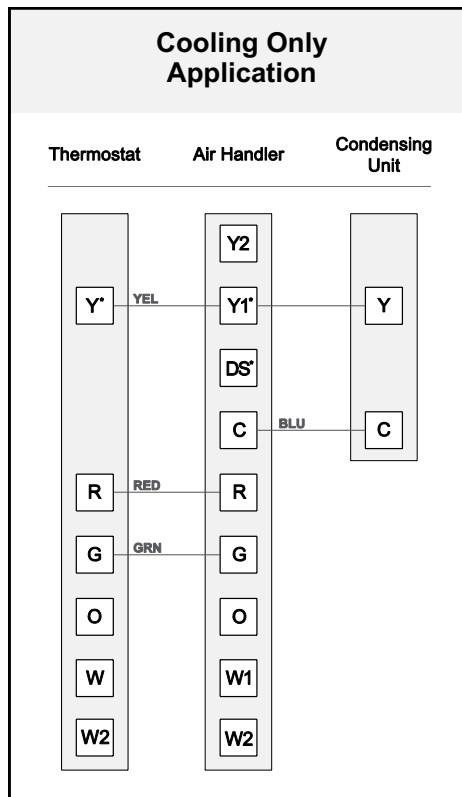 Cooling Only
Application
Thermostat Air Handler Condensing
Unit
Y2
Y* YEL Y1* Y
DS*
C BLU C
R RED R
G GRN G
O O
W W1
W2 W2